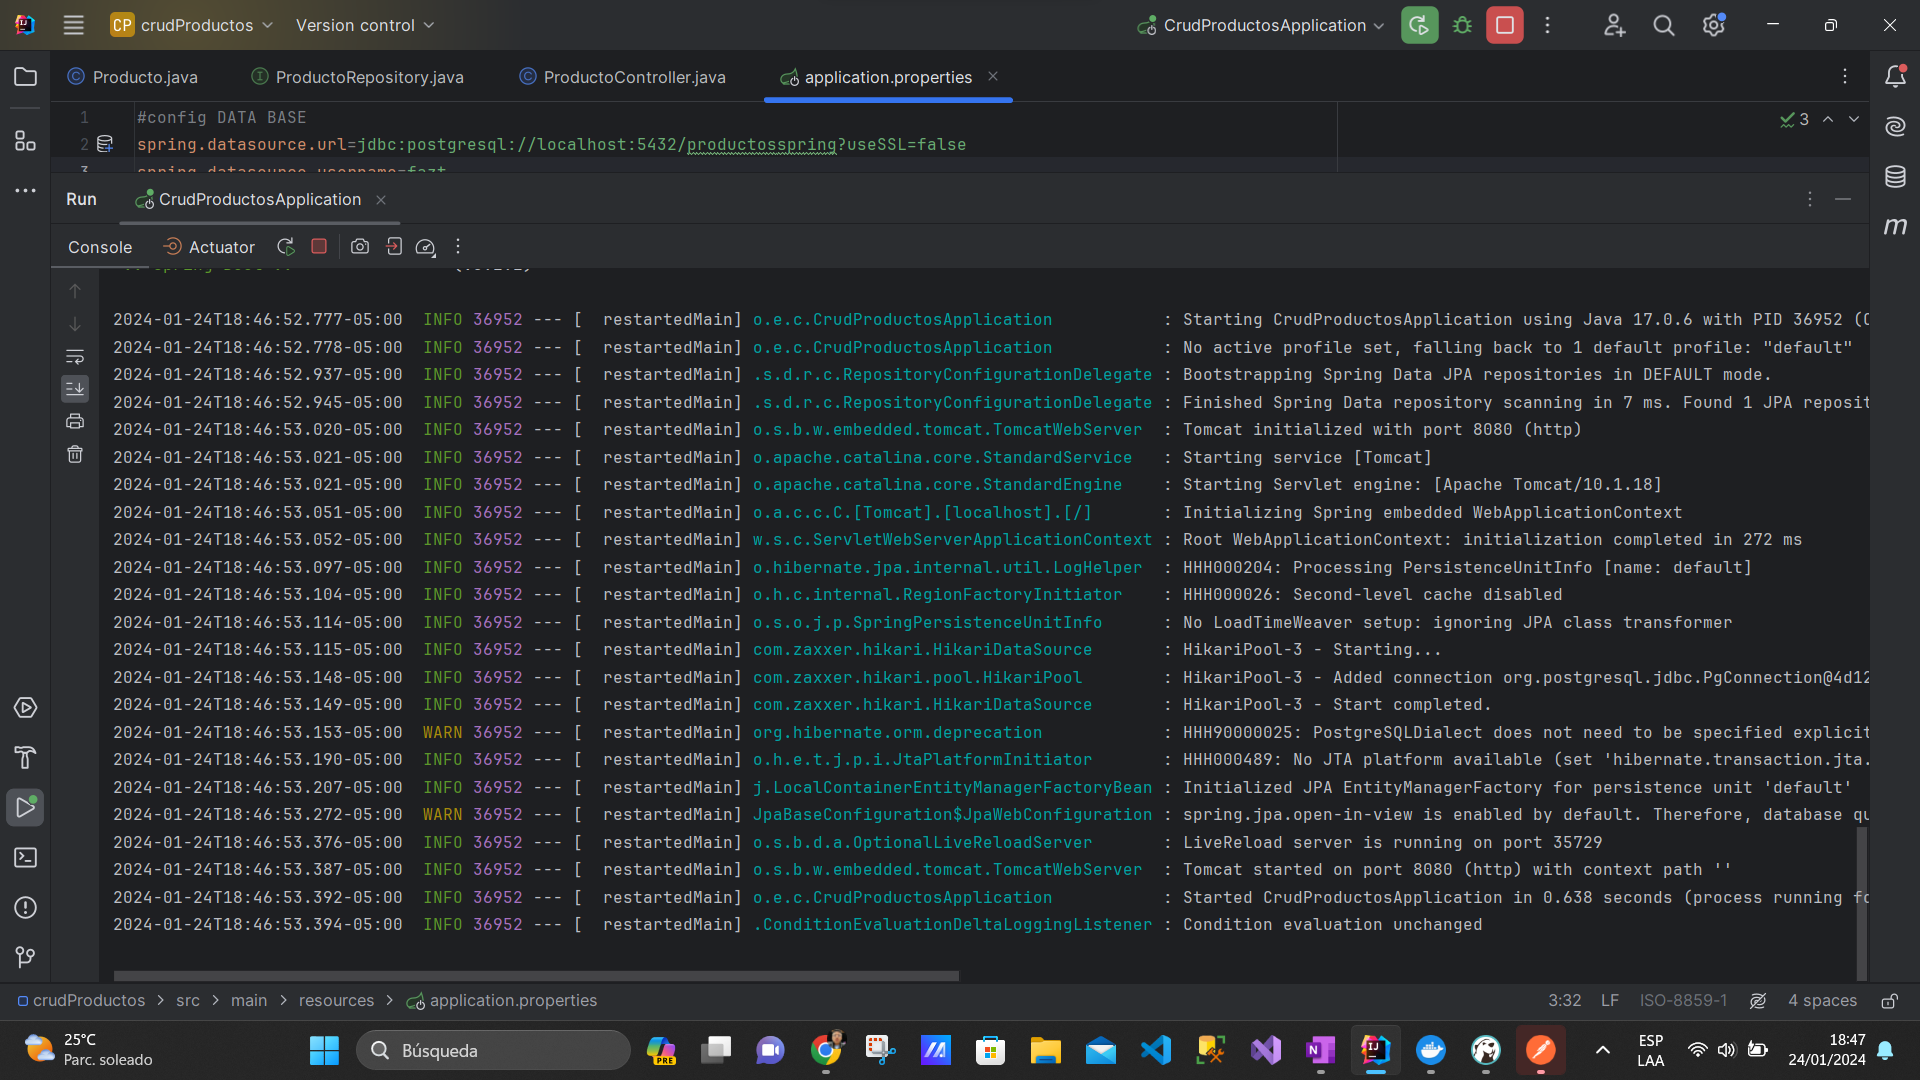 CP crudProductos Version control CrudProductosApplication
Producto.java ProductoRepository.java ProductoController.java application.properties
1 #config DATA BASE 3
2 spring.datasource.url=jdbc:postgresql://localhost:5432/productosspring?useSSL=false
3 spring.datasource.username=fazt
Run CrudProductosApplication
Console Actuator
2024-01-24T18:46:52.777-05:00 INFO 36952 --- [ restartedMain] o.e.c.CrudProductosApplication : Starting CrudProductosApplication using Java 17.0.6 with PID 36952 (
2024-01-24T18:46:52.778-05:00 INFO 36952 --- [ restartedMain] o.e.c.CrudProductosApplication : No active profile set, falling back to 1 default profile: "default"
2024-01-24T18:46:52.937-05:00 INFO 36952 --- [ restartedMain] .s.d.r.c.RepositoryConfigurationDelegate : Bootstrapping Spring Data JPA repositories in DEFAULT mode.
2024-01-24T18:46:52.945-05:00 INFO 36952 --- [ restartedMain] .s.d.r.c.RepositoryConfigurationDelegate : Finished Spring Data repository scanning in 7 ms. Found 1 JPA reposit
2024-01-24T18:46:53.020-05:00 INFO 36952 --- [ restartedMain] o.s.b.w.embedded.tomcat.TomcatWebServer : Tomcat initialized with port 8080 (http)
2024-01-24T18:46:53.021-05:00 INFO 36952 --- [ restartedMain] o.apache.catalina.core.StandardService : Starting service [Tomcat]
2024-01-24T18:46:53.021-05:00 INFO 36952 --- [ restartedMain] o.apache.catalina.core.StandardEngine : Starting Servlet engine: [Apache Tomcat/10.1.18]
2024-01-24T18:46:53.051-05:00 INFO 36952 --- [ restartedMain] o.a.c.c.C.[Tomcat].[localhost].[/] : Initializing Spring embedded WebApplicationContext
2024-01-24T18:46:53.052-05:00 INFO 36952 --- [ restartedMain] w.s.c.ServletWebServerApplicationContext : Root WebApplicationContext: initialization completed in 272 ms
2024-01-24T18:46:53.097-05:00 INFO 36952 --- [ restartedMain] o.hibernate.jpa.internal.util.LogHelper : HHH000204: Processing PersistenceUnitInfo [name: default]
2024-01-24T18:46:53.104-05:00 INFO 36952 --- [ restartedMain] o.h.c.internal.RegionFactoryInitiator : HHH000026: Second-level cache disabled
2024-01-24T18:46:53.114-05:00 INFO 36952 --- [ restartedMain] o.s.o.j.p.SpringPersistenceUnitInfo : No LoadTimeWeaver setup: ignoring JPA class transformer
2024-01-24T18:46:53.115-05:00 INFO 36952 --- [ restartedMain] com.zaxxer.hikari.HikariDataSource : HikariPool-3 - Starting...
2024-01-24T18:46:53.148-05:00 INFO 36952 --- [ restartedMain] com.zaxxer.hikari.pool.HikariPool : HikariPool-3 - Added connection org.postgresql.jdbc.PgConnection@4d12
2024-01-24T18:46:53.149-05:00 INFO 36952 --- [ restartedMain] com.zaxxer.hikari.HikariDataSource : HikariPool-3 - Start completed.
2024-01-24T18:46:53.153-05:00 WARN 36952 --- [ restartedMain] org.hibernate.orm.deprecation : HHH90000025: PostgreSQLDialect does not need to be specified explicit
2024-01-24T18:46:53.190-05:00 INFO 36952 --- [ restartedMain] o.h.e.t.j.p.i.JtaPlatformInitiator : HHH000489: No JTA platform available (set 'hibernate.transaction.jta.
2024-01-24T18:46:53.207-05:00 INFO 36952 --- [ restartedMain] j.LocalContainerEntityManagerFactoryBean : Initialized JPA EntityManagerFactory for persistence unit 'default'
2024-01-24T18:46:53.272-05:00 WARN 36952 --- [ restartedMain] JpaBaseConfiguration$JpaWebConfiguration : spring.jpa.open-in-view is enabled by default. Therefore, database qu
2024-01-24T18:46:53.376-05:00 INFO 36952 --- [ restartedMain] o.s.b.d.a.OptionalLiveReloadServer : LiveReload server is running on port 35729
2024-01-24T18:46:53.387-05:00 INFO 36952 --- [ restartedMain] o.s.b.w.embedded.tomcat.TomcatWebServer : Tomcat started on port 8080 (http) with context path ''
2024-01-24T18:46:53.392-05:00 INFO 36952 --- [ restartedMain] o.e.c.CrudProductosApplication : Started CrudProductosApplication in 0.638 seconds (process running fo
2024-01-24T18:46:53.394-05:00 INFO 36952 --- [ restartedMain] .ConditionEvaluationDeltaLoggingListener : Condition evaluation unchanged
crudProductos > src > main > resources > application.properties 3:32 LF ISO-8859-1 4 spaces
25°C
Parc. soleado
Búsqueda
PRE
ESP
LAA
18:47
24/01/2024